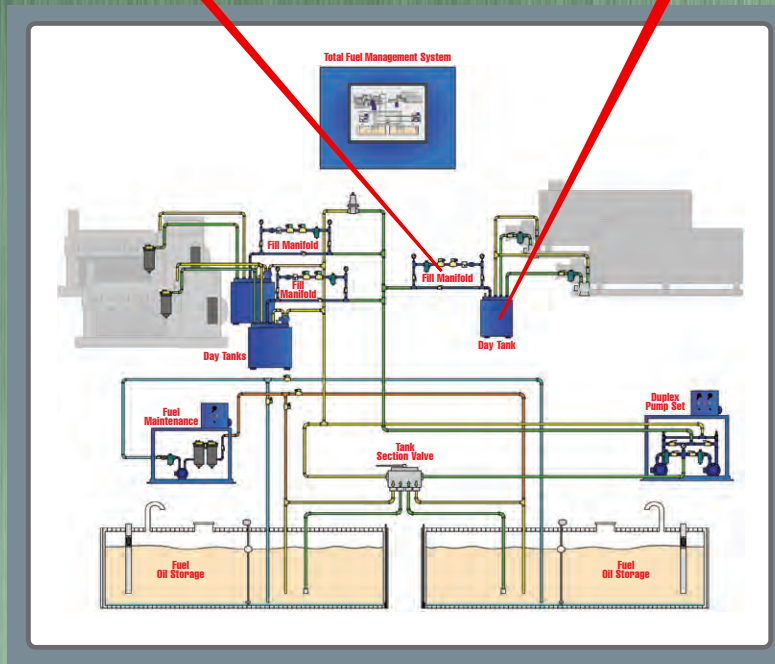 Total Fuel Management System
Fill Manifold
Fill
Manifold
Fill Manifold
Day Tanks
Day Tank
Fuel
Maintenance
Duplex
Pump Set
Tank
Section Valve
Fuel
Oil Storage
Fuel
Oil Storage